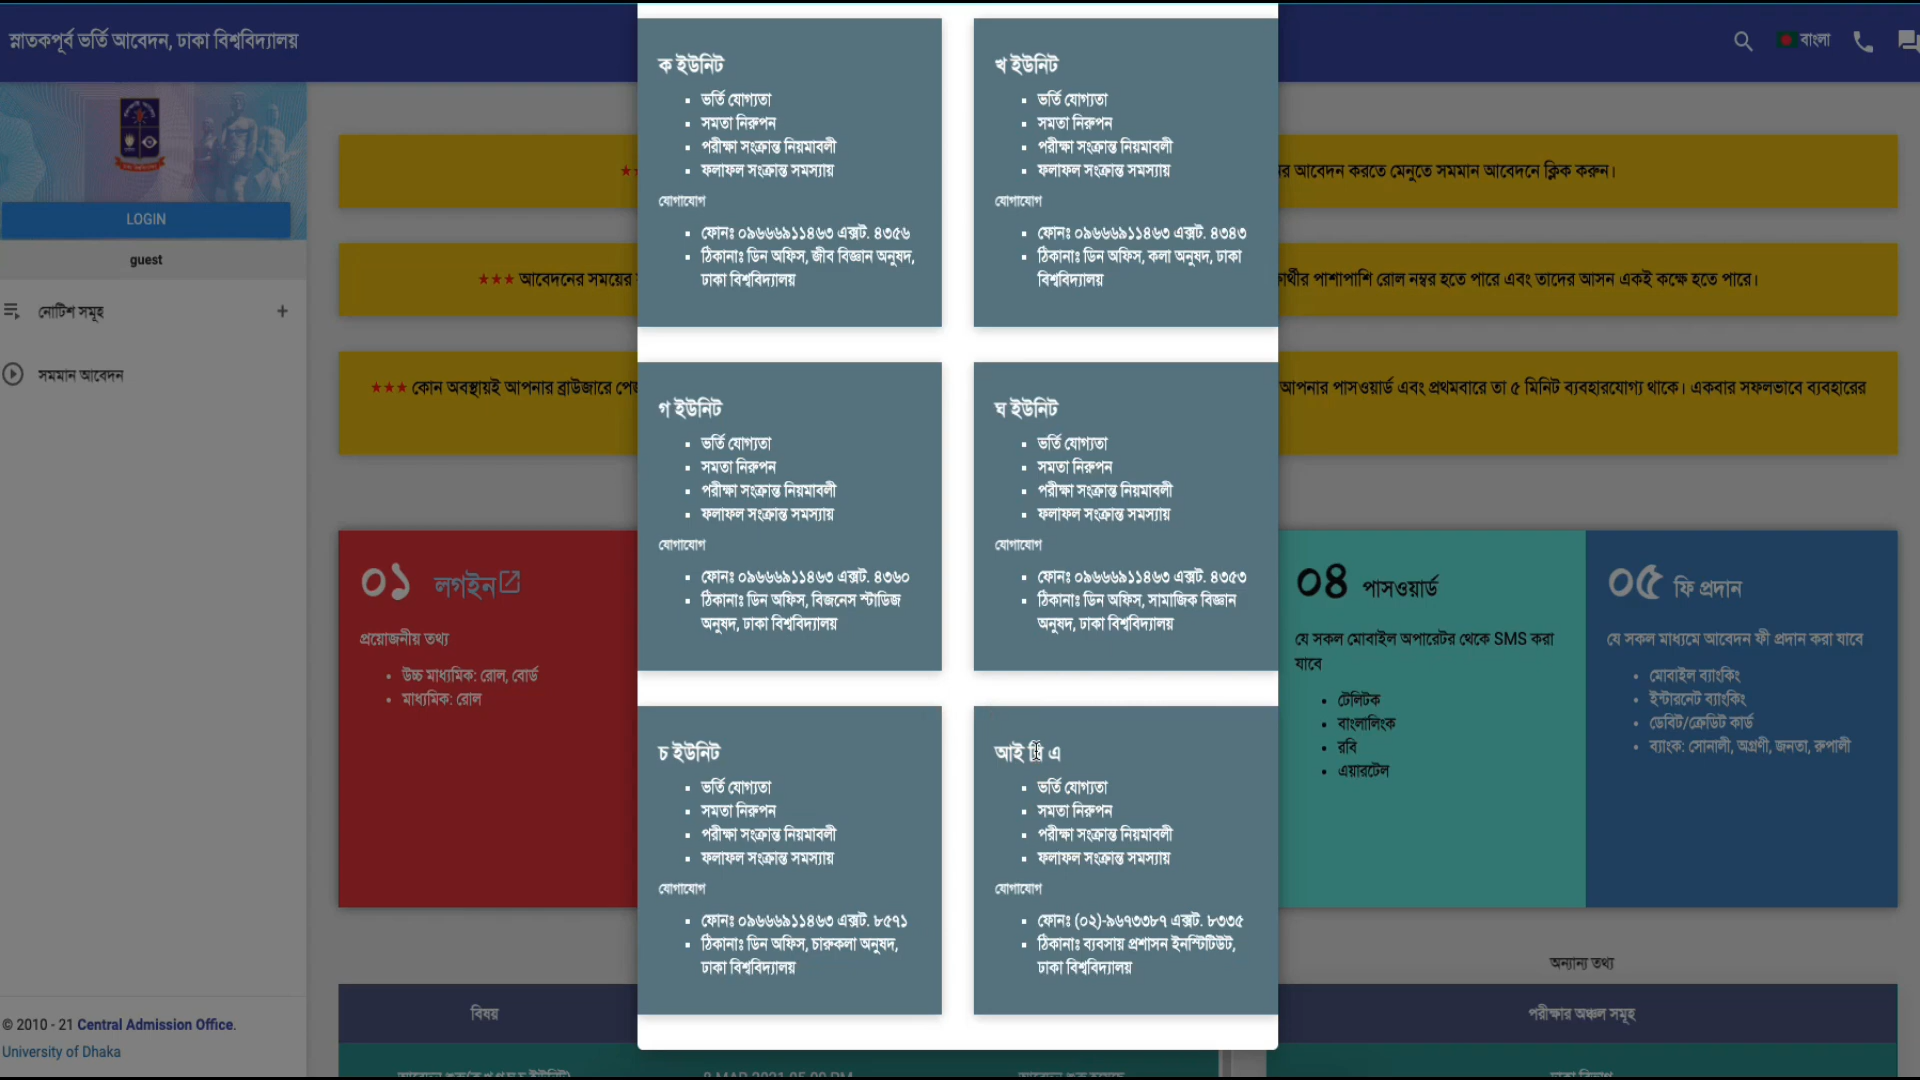 স্নাতকপূর্ব ভর্তি আবেদন, ঢাকা বিশ্ববিদ্যালয়
বাংলা
LOGIN
guest
নোটিশ সমূহ
সমমান আবেদন
© 2010 - 21 Central Admission Office.
University of Dhaka
আবেদন করতে মেনুতে সমমান আবেদনে ক্লিক করুন।
*** আবেদনের সময়ের
পাশাপাশি রোল নম্বর হতে পারে এবং তাদের আসন একই কক্ষে হতে পারে।
*** কোন অবস্থায়ই আপনার ব্রাউজারে
আপনার পাসওয়ার্ড এবং প্রথমবারে তা ৫ মিনিট ব্যবহারযোগ্য থাকে। একবার সফলভাবে ব্যবহারের
ক ইউনিট
ভর্তি যোগ্যতা
সমতা নিরুপন
পরীক্ষা সংক্রান্ত নিয়মাবলী
ফলাফল সংক্রান্ত সমস্যায়
যোগাযোগ
ফোনঃ ০৯৬৬৬৯১১৪৬৩ এক্সট. ৪৩৫৬
ঠিকানাঃ ডিন অফিস, জীব বিজ্ঞান অনুষদ,
ঢাকা বিশ্ববিদ্যালয়
খ ইউনিট
ভর্তি যোগ্যতা
সমতা নিরুপন
পরীক্ষা সংক্রান্ত নিয়মাবলী
ফলাফল সংক্রান্ত সমস্যায়
যোগাযোগ
ফোনঃ ০৯৬৬৬৯১১৪৬৩ এক্সট. ৪৩৪৩
ঠিকানাঃ ডিন অফিস, কলা অনুষদ, ঢাকা
বিশ্ববিদ্যালয়
গ ইউনিট
ভর্তি যোগ্যতা
সমতা নিরুপন
পরীক্ষা সংক্রান্ত নিয়মাবলী
ফলাফল সংক্রান্ত সমস্যায়
যোগাযোগ
ফোনঃ ০৯৬৬৬৯১১৪৬৩ এক্সট. ৪৩৬০
ঠিকানাঃ ডিন অফিস, বিজনেস স্টাডিজ
অনুষদ, ঢাকা বিশ্ববিদ্যালয়
ঘ ইউনিট
ভর্তি যোগ্যতা
সমতা নিরুপন
পরীক্ষা সংক্রান্ত নিয়মাবলী
ফলাফল সংক্রান্ত সমস্যায়
যোগাযোগ
ফোনঃ ০৯৬৬৬৯১১৪৬৩ এক্সট. ৪৩৫৩
ঠিকানাঃ ডিন অফিস, সামাজিক বিজ্ঞান
অনুষদ, ঢাকা বিশ্ববিদ্যালয়
চ ইউনিট
ভর্তি যোগ্যতা
সমতা নিরুপন
পরীক্ষা সংক্রান্ত নিয়মাবলী
ফলাফল সংক্রান্ত সমস্যায়
যোগাযোগ
ফোনঃ ০৯৬৬৬৯১১৪৬৩ এক্সট. ৮৫৭১
ঠিকানাঃ ডিন অফিস, চারুকলা অনুষদ,
ঢাকা বিশ্ববিদ্যালয়
আই এ
ভর্তি যোগ্যতা
সমতা নিরুপন
পরীক্ষা সংক্রান্ত নিয়মাবলী
ফলাফল সংক্রান্ত সমস্যায়
যোগাযোগ
ফোনঃ (০২)-৯৬৭৩৩৮৭ এক্সট. ৮৩৩৫
ঠিকানাঃ ব্যবসায় প্রশাসন ইনস্টিটিউট,
ঢাকা বিশ্ববিদ্যালয়
০১ লগইন
প্রয়োজনীয় তথ্য
উচ্চ মাধ্যমিক: রোল, বোর্ড
মাধ্যমিক: রোল
০৪ পাসওয়ার্ড
যে সকল মোবাইল অপারেটর থেকে SMS করা
যাবে
টেলিটক
বাংলালিংক
রবি
এয়ারটেল
০৫ ফি প্রদান
যে সকল মাধ্যমে আবেদন ফী প্রদান করা যাবে
মোবাইল ব্যাংকিং
ইন্টারনেট ব্যাংকিং
ডেবিট/ক্রেডিট কার্ড
ব্যাংক: সোনালী, অগ্রণী, জনতা, রুপালী
বিষয়
অন্যান্য তথ্য
পরীক্ষার অঞ্চল সমূহ
8 MAR 2021 05:00 PM